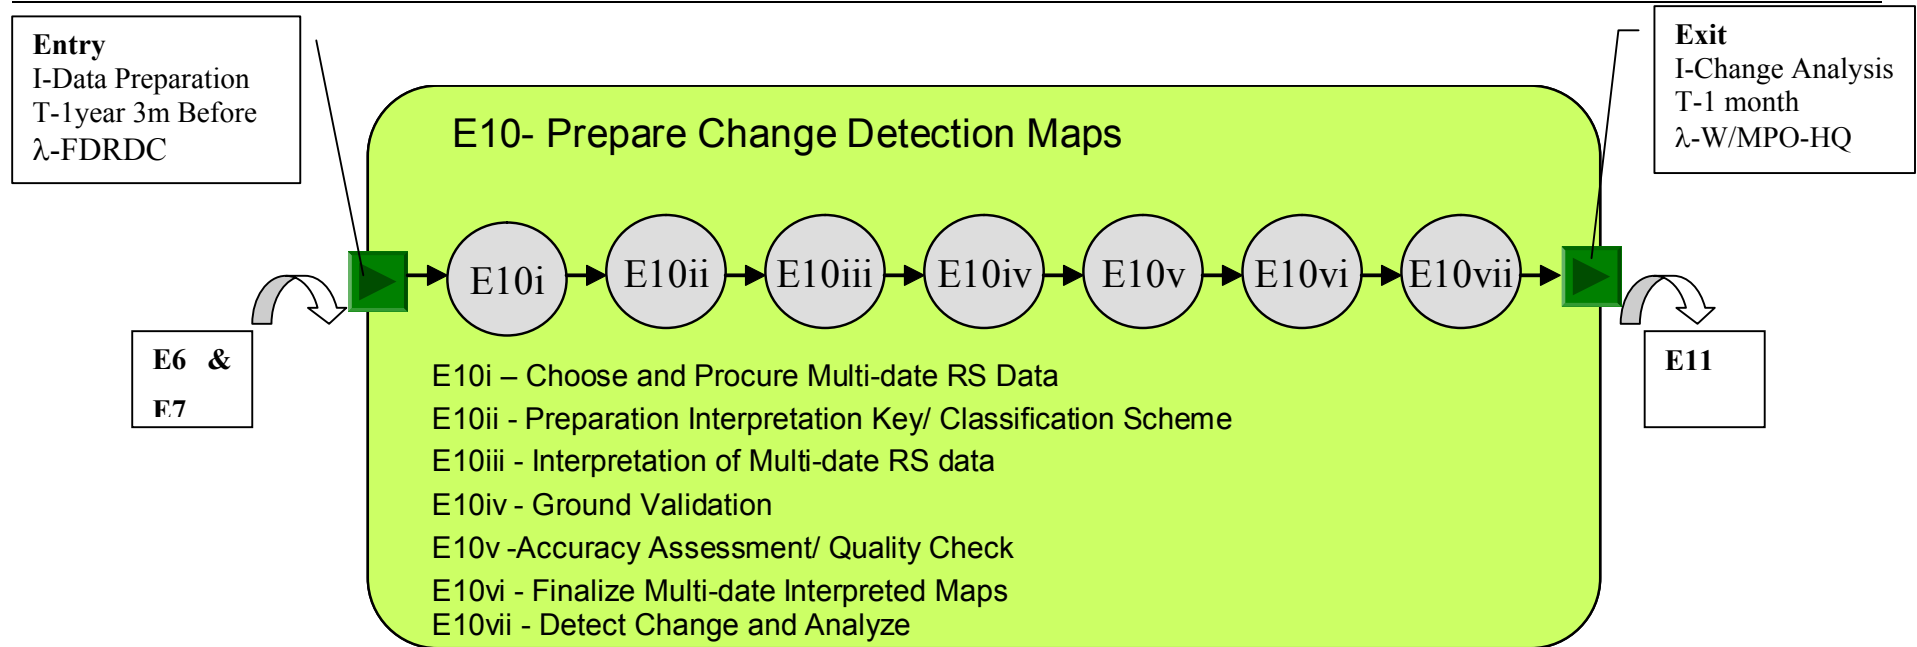 Entry
I-Data Preparation
T-1year 3m Before
λ-FDRDC
Exit
I-Change Analysis
T-1 month
λ-W/MPO-HQ
E10- Prepare Change Detection Maps
E10i E10ii E10iii E10iv E10v E10vi E10vii
E6 &
E7
E11
E10i – Choose and Procure Multi-date RS Data
E10ii - Preparation Interpretation Key/ Classification Scheme
E10iii - Interpretation of Multi-date RS data
E10iv - Ground Validation
E10v -Accuracy Assessment/ Quality Check
E10vi - Finalize Multi-date Interpreted Maps
E10vii - Detect Change and Analyze